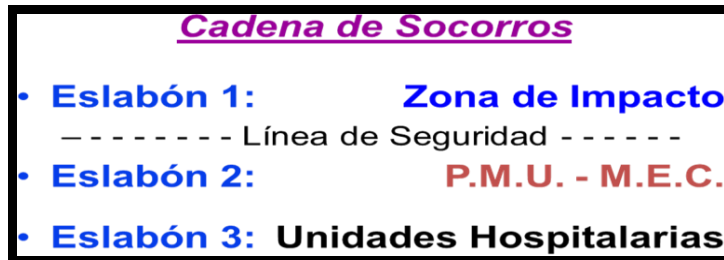 Cadena de Socorros
• Eslabón 1: Zona de Impacto
– - - - - - - - Línea de Seguridad - - - - - -
• Eslabón 2: P.M.U. - M.E.C.
• Eslabón 3: Unidades Hospitalarias